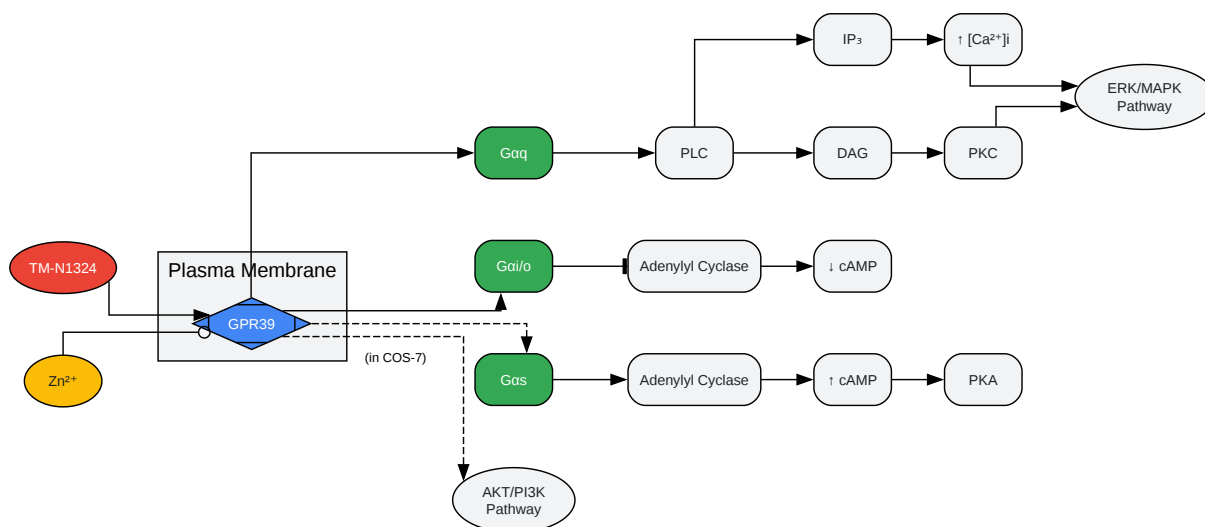 IP₃
↑ [Ca²⁺]i
ERK/MAPK
Pathway
Gαq
PLC
DAG
PKC
TM-N1324
Plasma Membrane
Gαi/o
Adenylyl Cyclase
↓ cAMP
GPR39
(in COS-7)
Zn²⁺
Gαs
Adenylyl Cyclase
↑ cAMP
PKA
AKT/PI3K
Pathway